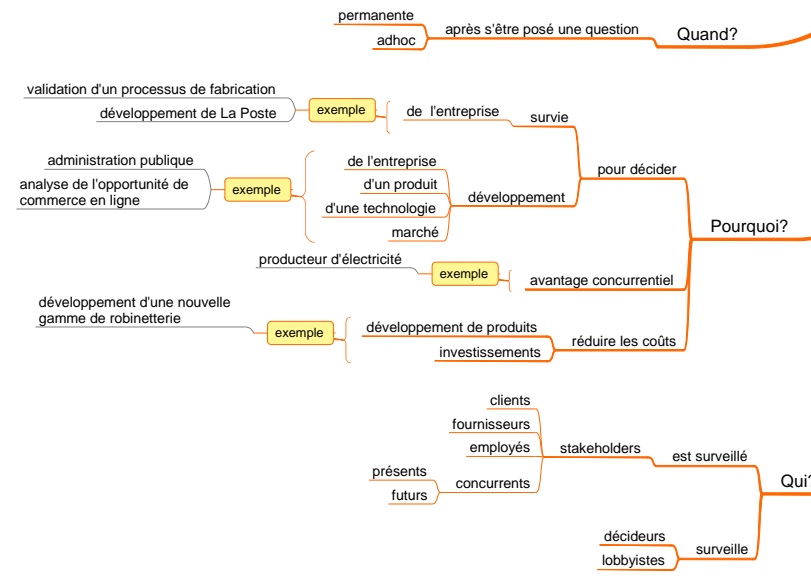 permanente
adhoc
après s'être posé une question
Quand?
validation d'un processus de fabrication
développement de La Poste
exemple
de l'entreprise
survie
administration publique
analyse de l'opportunité de
commerce en ligne
exemple
de l'entreprise
d'un produit
d'une technologie
marché
développement
pour décider
Pourquoi?
producteur d'électricité
exemple
avantage concurrentiel
développement d'une nouvelle
gamme de robinetterie
exemple
développement de produits
investissements
réduire les coûts
clients
fournisseurs
employés
présents
futurs
concurrents
stakeholders
est surveillé
Qui?
décideurs
lobbyistes
surveille